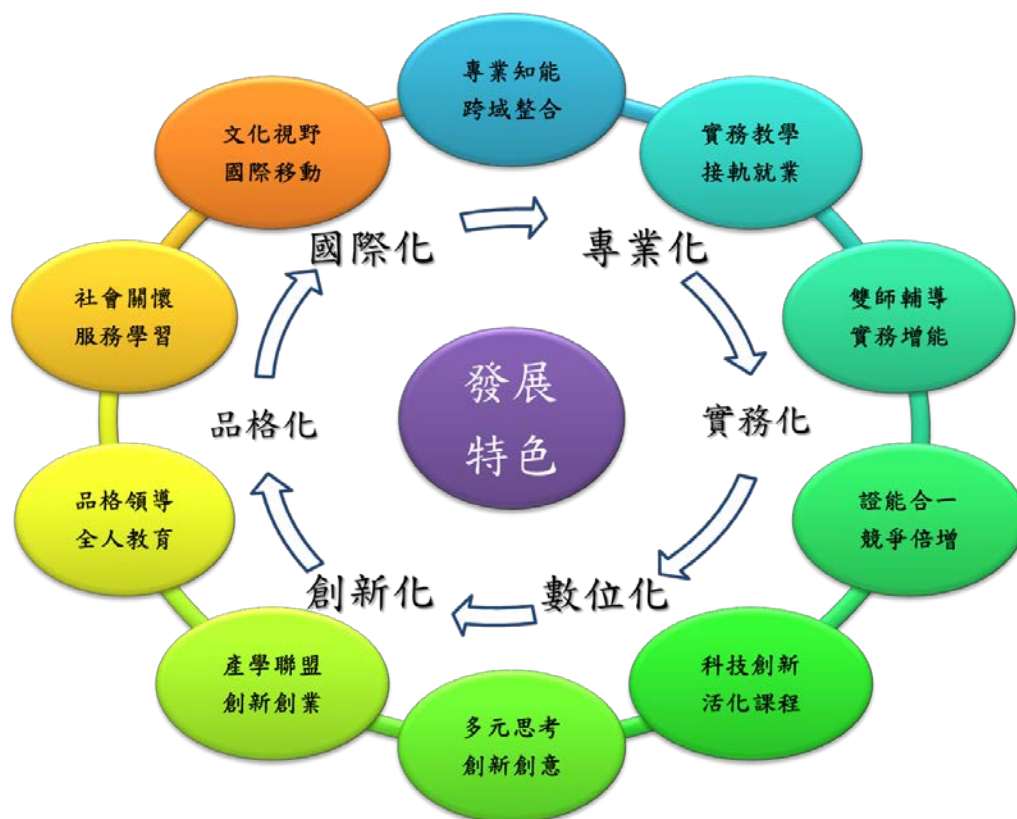 專業知能
跨域整合
實務教學
接軌就業
雙師輔導
實務增能
證能合一
競爭倍增
科技創新
活化課程
多元思考
創新創意
產學聯盟
創新創業
品格領導
全人教育
社會關懷
服務學習
文化視野
國際移動
國際化
專業化
實務化
數位化
創新化
品格化
發展
特色